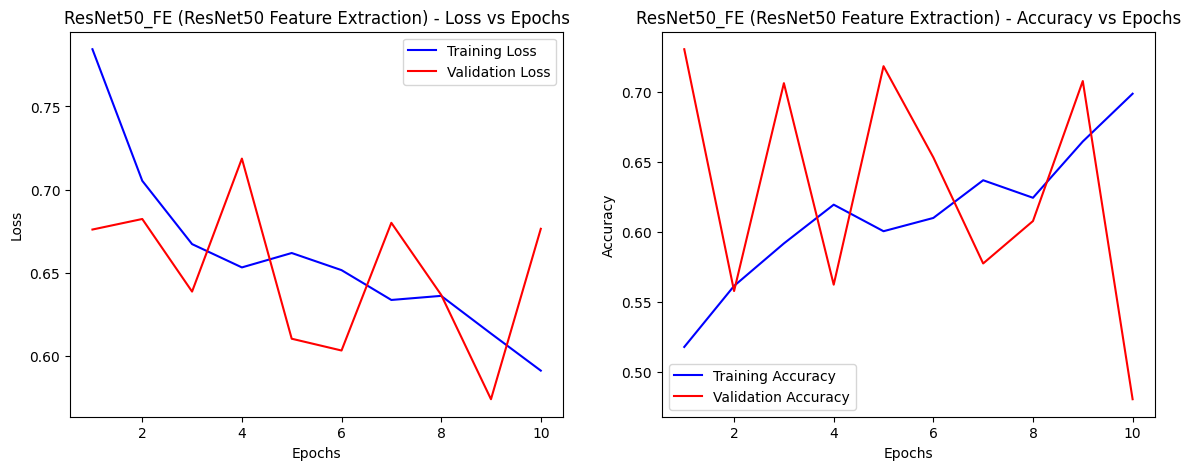 ResNet50_FE (ResNet50 Feature Extraction) - Loss vs Epochs
Training Loss
Validation Loss
0.75
0.70
0.65
0.60
Loss
2 4 6 8 10
Epochs
ResNet50_FE (ResNet50 Feature Extraction) - Accuracy vs Epochs
0.70
0.65
0.60
0.55
0.50
Accuracy
Training Accuracy
Validation Accuracy
2 4 6 8 10
Epochs